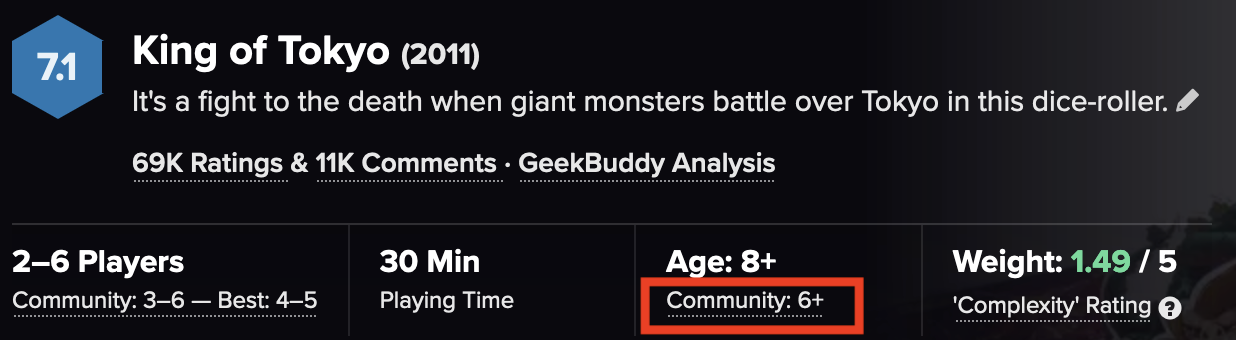 7.1
King of Tokyo (2011)
It's a fight to the death when giant monsters battle over Tokyo in this dice-roller.
69K Ratings & 11K Comments · GeekBuddy Analysis
2–6 Players
Community: 3–6 — Best: 4–5
30 Min
Playing Time
Age: 8+
Community: 6+
Weight: 1.49 / 5
'Complexity' Rating ?